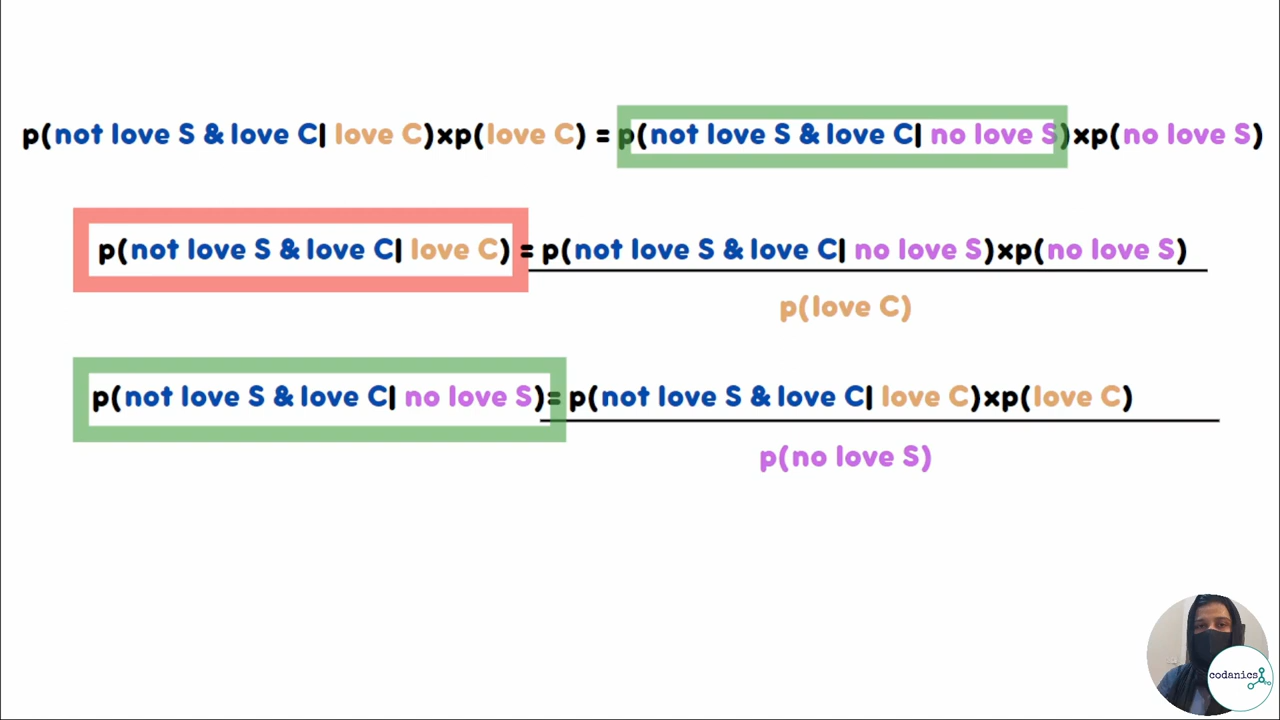 p(not love S & love C| love C)xp(love C) = p(not love S & love C| no love S)xp(no love S)
p(not love S & love C| love C) = p(not love S & love C| no love S)xp(no love S)
p(love C)
p(not love S & love C| no love S)= p(not love S & love C| love C)xp(love C)
p(no love S)
codanics